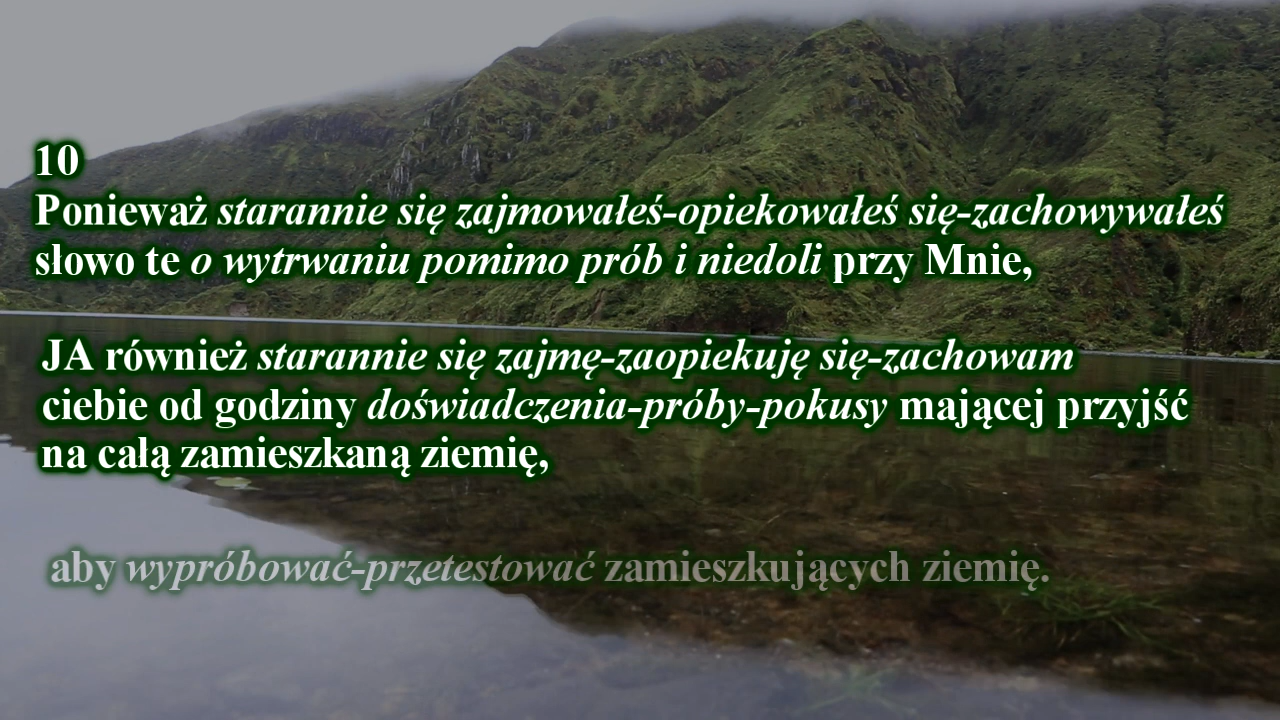 10
Ponieważ starannie się zajmowałeś-opiekowałeś się-zachowywałeś
słowo te o wytrwaniu pomimo prób i niedoli przy Mnie,
JA również starannie się zajmę-zaopiekuję się-zachowam
ciebie od godziny doświadczenia-próby-pokusy mającej przyjść
na całą zamieszkaną ziemię,
aby wypróbować-przetestować zamieszkujących ziemię.